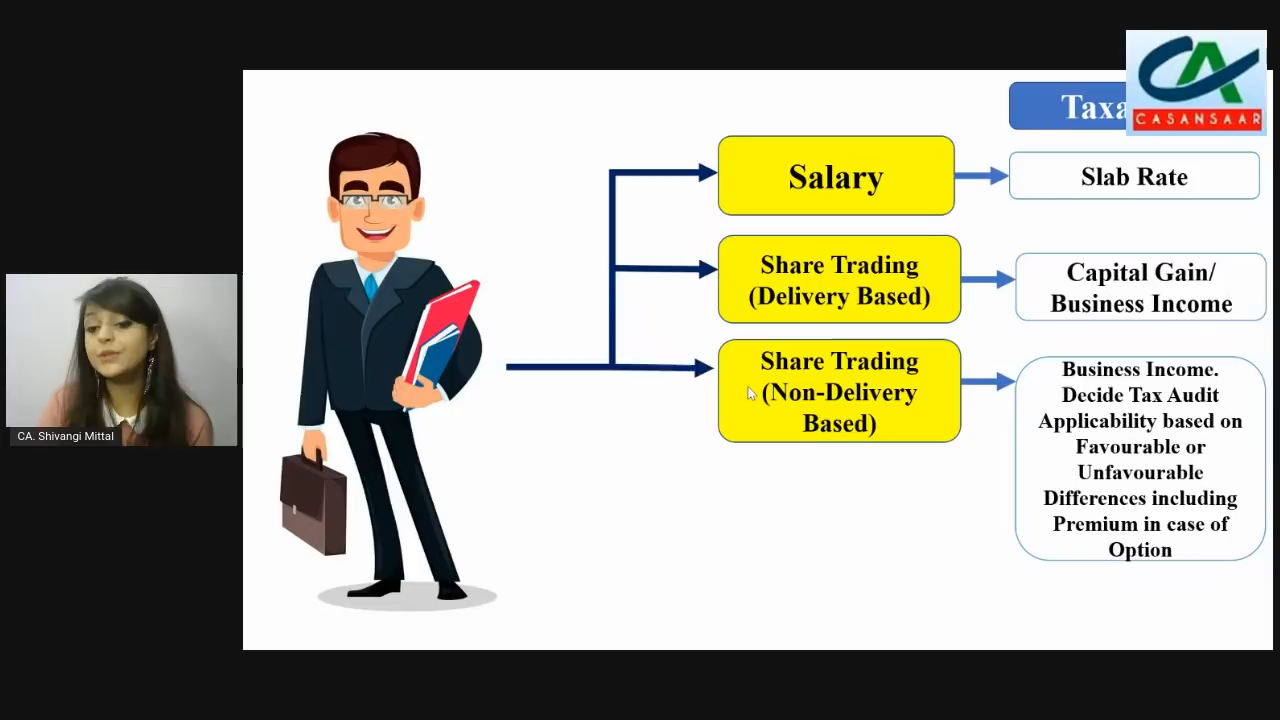 Taxa
CASANSAAR
Salary
Slab Rate
Share Trading
(Delivery Based)
Capital Gain/
Business Income
Share Trading
(Non-Delivery
Based)
Business Income.
Decide Tax Audit
Applicability based on
Favourable or
Unfavourable
Differences including
Premium in case of
Option
CA. Shivangi Mittal